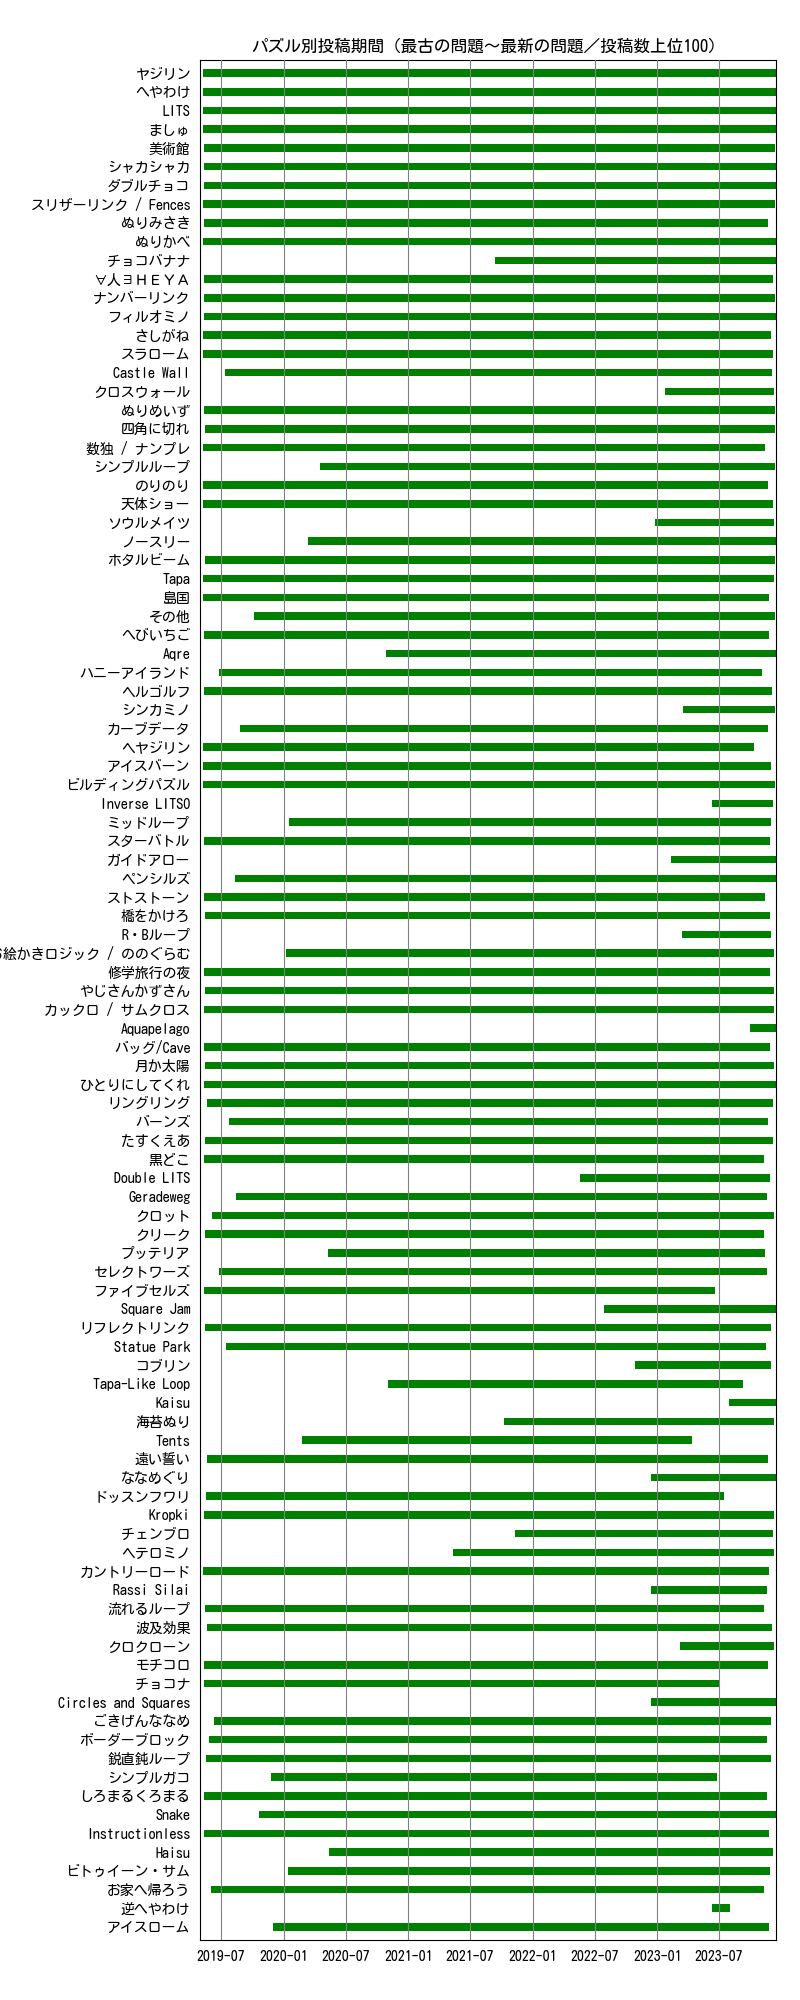 パズル別投稿期間（最古の問題～最新の問題／投稿数上位100）
ヤジリン
へやわけ
LITS
ましゅ
美術館
シャカシャカ
ダブルチョコ
スリザーリンク / Fences
ぬりみさき
ぬりかべ
チョコバナナ
∀人ヨＨＥＹＡ
ナンバーリンク
フィルオミノ
さしがね
スラローム
Castle Wall
クロスウォール
ぬりめいず
四角に切れ
数独 / ナンプレ
シンプルループ
のりのり
天体ショー
ソウルメイツ
ノースリー
ホタルビーム
Tapa
島国
その他
へびいちご
Aqre
ハニーアイランド
ヘルゴルフ
シンカミノ
カーブデータ
ヘヤジリン
アイスバーン
ビルディングパズル
Inverse LITSO
ミッドループ
スターバトル
ガイドアロー
ペンシルズ
ストストーン
橋をかけろ
R・Bループ
絵かきロジック / ののぐらむ
修学旅行の夜
やじさんかずさん
カックロ / サムクロス
Aquapelago
バッグ/Cave
月か太陽
ひとりにしてくれ
リングリング
バーンズ
たすくえあ
黒どこ
Double LITS
Geradeweg
クロット
クリーク
プッテリア
セレクトワーズ
ファイブセルズ
Square Jam
リフレクトリンク
Statue Park
コブリン
Tapa-Like Loop
Kaisu
海苔ぬり
Tents
遠い誓い
ななめぐり
ドッスンフワリ
Kropki
チェンブロ
ヘテロミノ
カントリーロード
Rassi Silai
流れるループ
波及効果
クロクローン
モチコロ
チョコナ
Circles and Squares
ごきげんななめ
ボーダーブロック
鋭直鈍ループ
シンプルガコ
しろまるくろまる
Snake
Instructionless
Haisu
ビトゥイーン・サム
お家へ帰ろう
逆へやわけ
アイスローム
2019-07 2020-01 2020-07 2021-01 2021-07 2022-01 2022-07 2023-01 2023-07